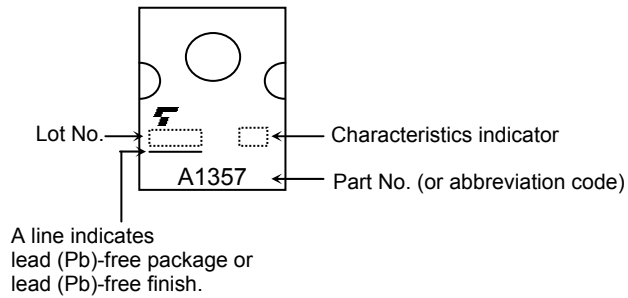 Lot No.
Characteristics indicator
A1357
Part No. (or abbreviation code)
A line indicates
lead (Pb)-free package or
lead (Pb)-free finish.